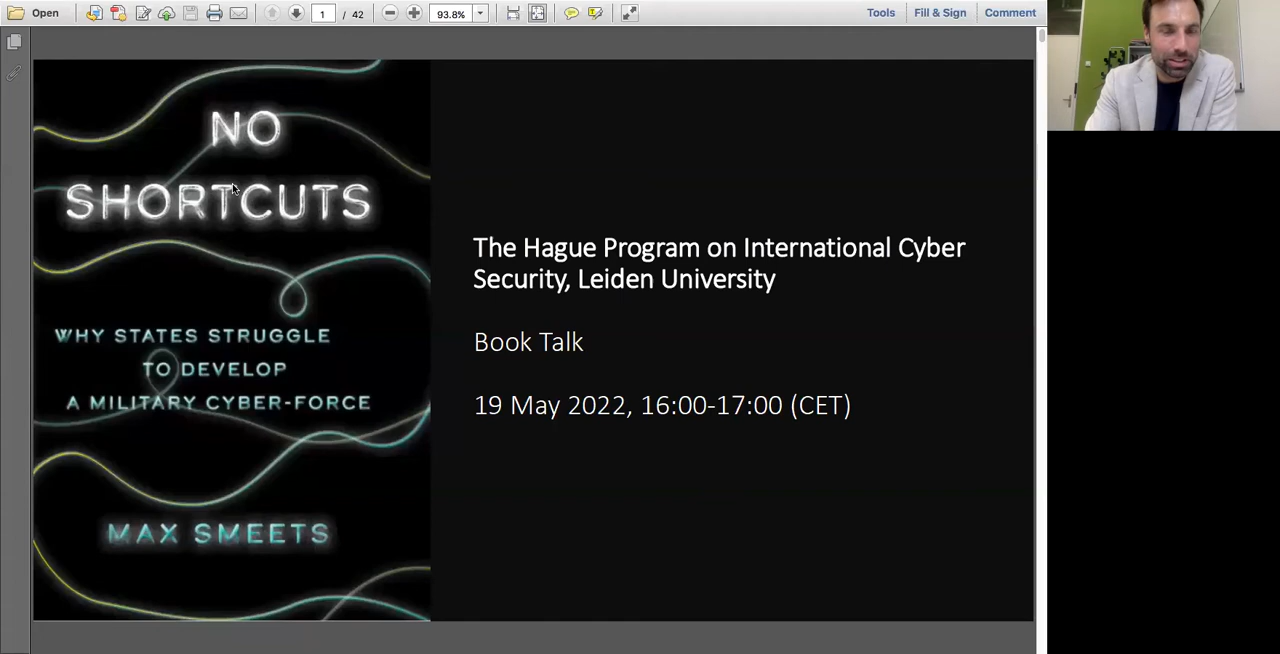 Open
1
/ 42
93.8%
Tools
Fill & Sign
Comment
NO
SHORTCUTS
WHY STATES STRUGGLE
TO DEVELOP
A MILITARY CYBER-FORCE
MAX SMEETS
The Hague Program on International Cyber
Security, Leiden University
Book Talk
19 May 2022, 16:00-17:00 (CET)